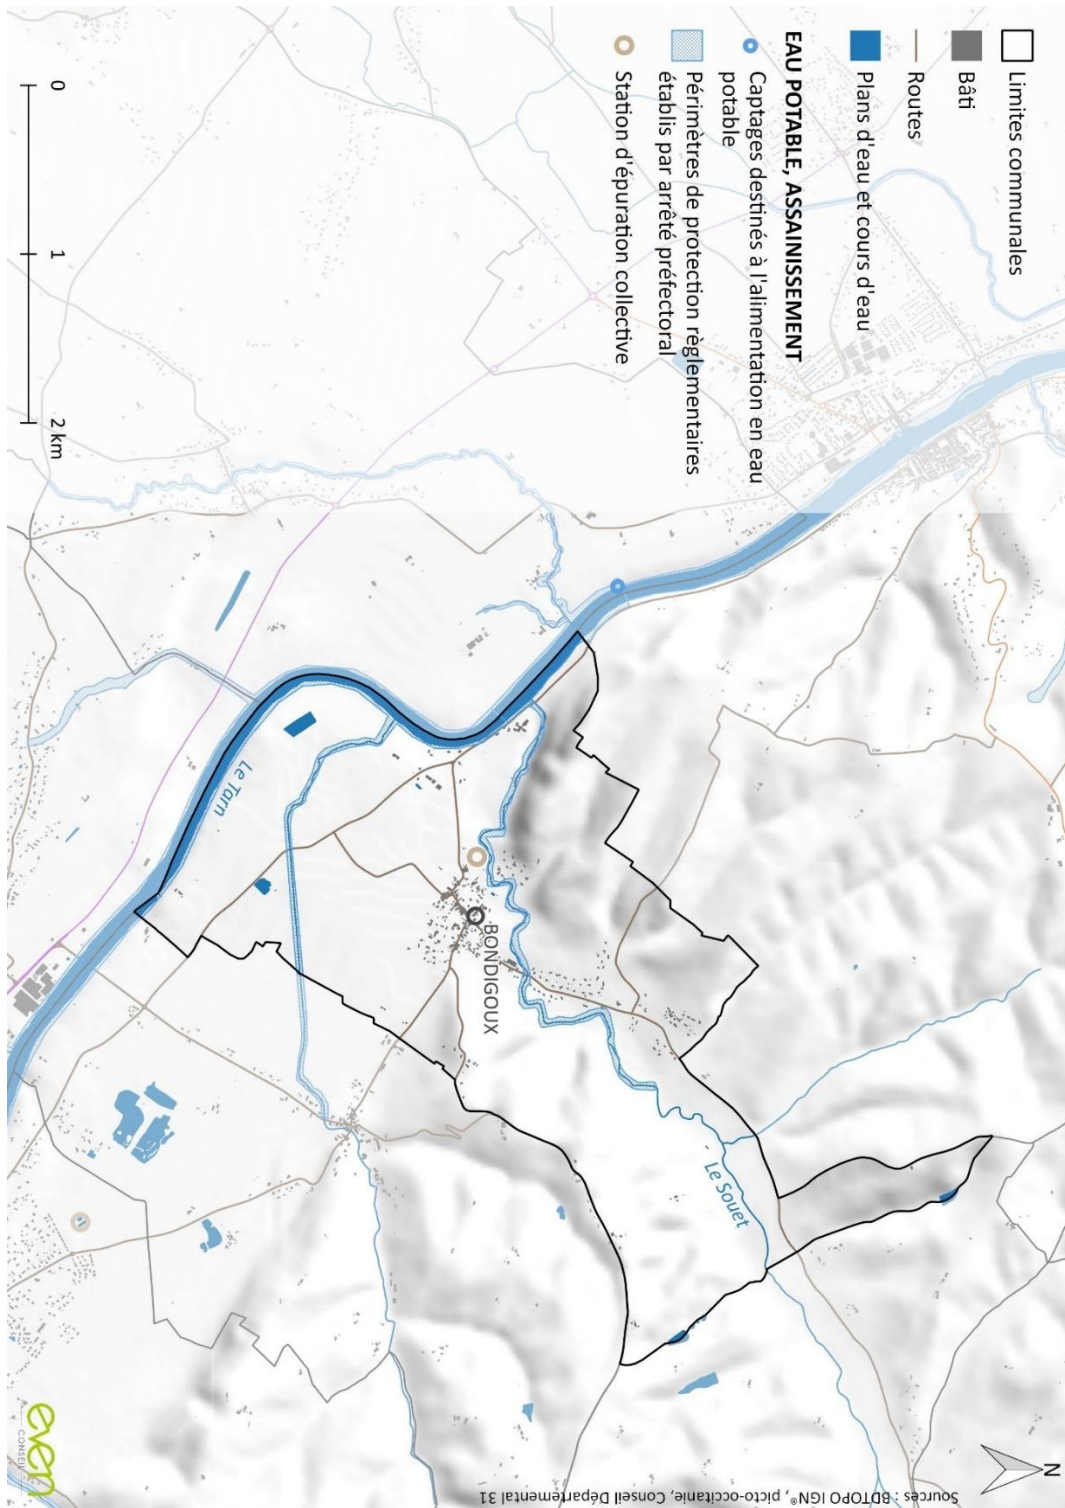 Limites communales
Bâti
Routes
Plans d'eau et cours d'eau
EAU POTABLE, ASSAINISSEMENT
Captages destinés à l'alimentation en eau
potable
Périmètres de protection règlementaires
établis par arrêté préfectoral
Station d'épuration collective
0 1 2 km
Le Tarn
BONDIGOUX
Le Souet
N
Sources : BDTOPO IGN®, picto-occitanie, Conseil Départemental 31
even
CONSEIL